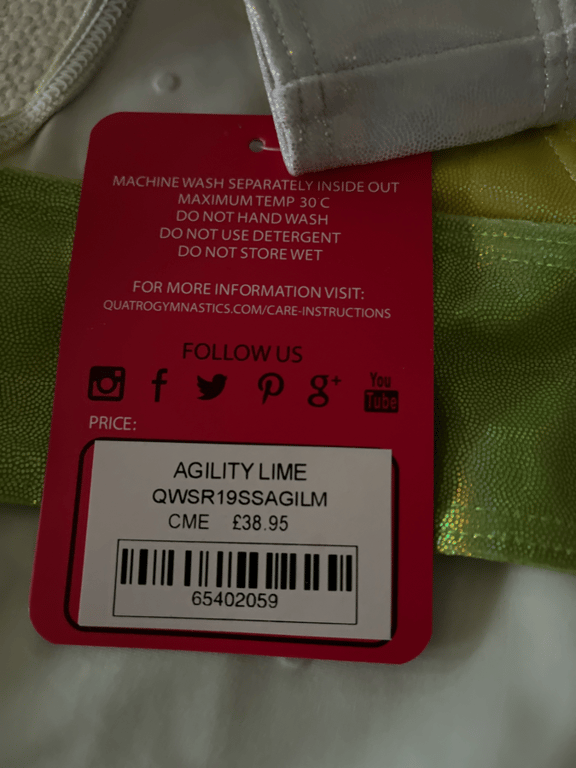 MACHINE WASH SEPARATELY INSIDE OUT
MAXIMUM TEMP 30 C
DO NOT HAND WASH
DO NOT USE DETERGENT
DO NOT STORE WET
FOR MORE INFORMATION VISIT:
QUATROGYMNASTICS.COM/CARE-INSTRUCTIONS
FOLLOW US
f g+ You Tube
PRICE:
AGILITY LIME
QWSR19SSAGILM
CME £38.95
65402059